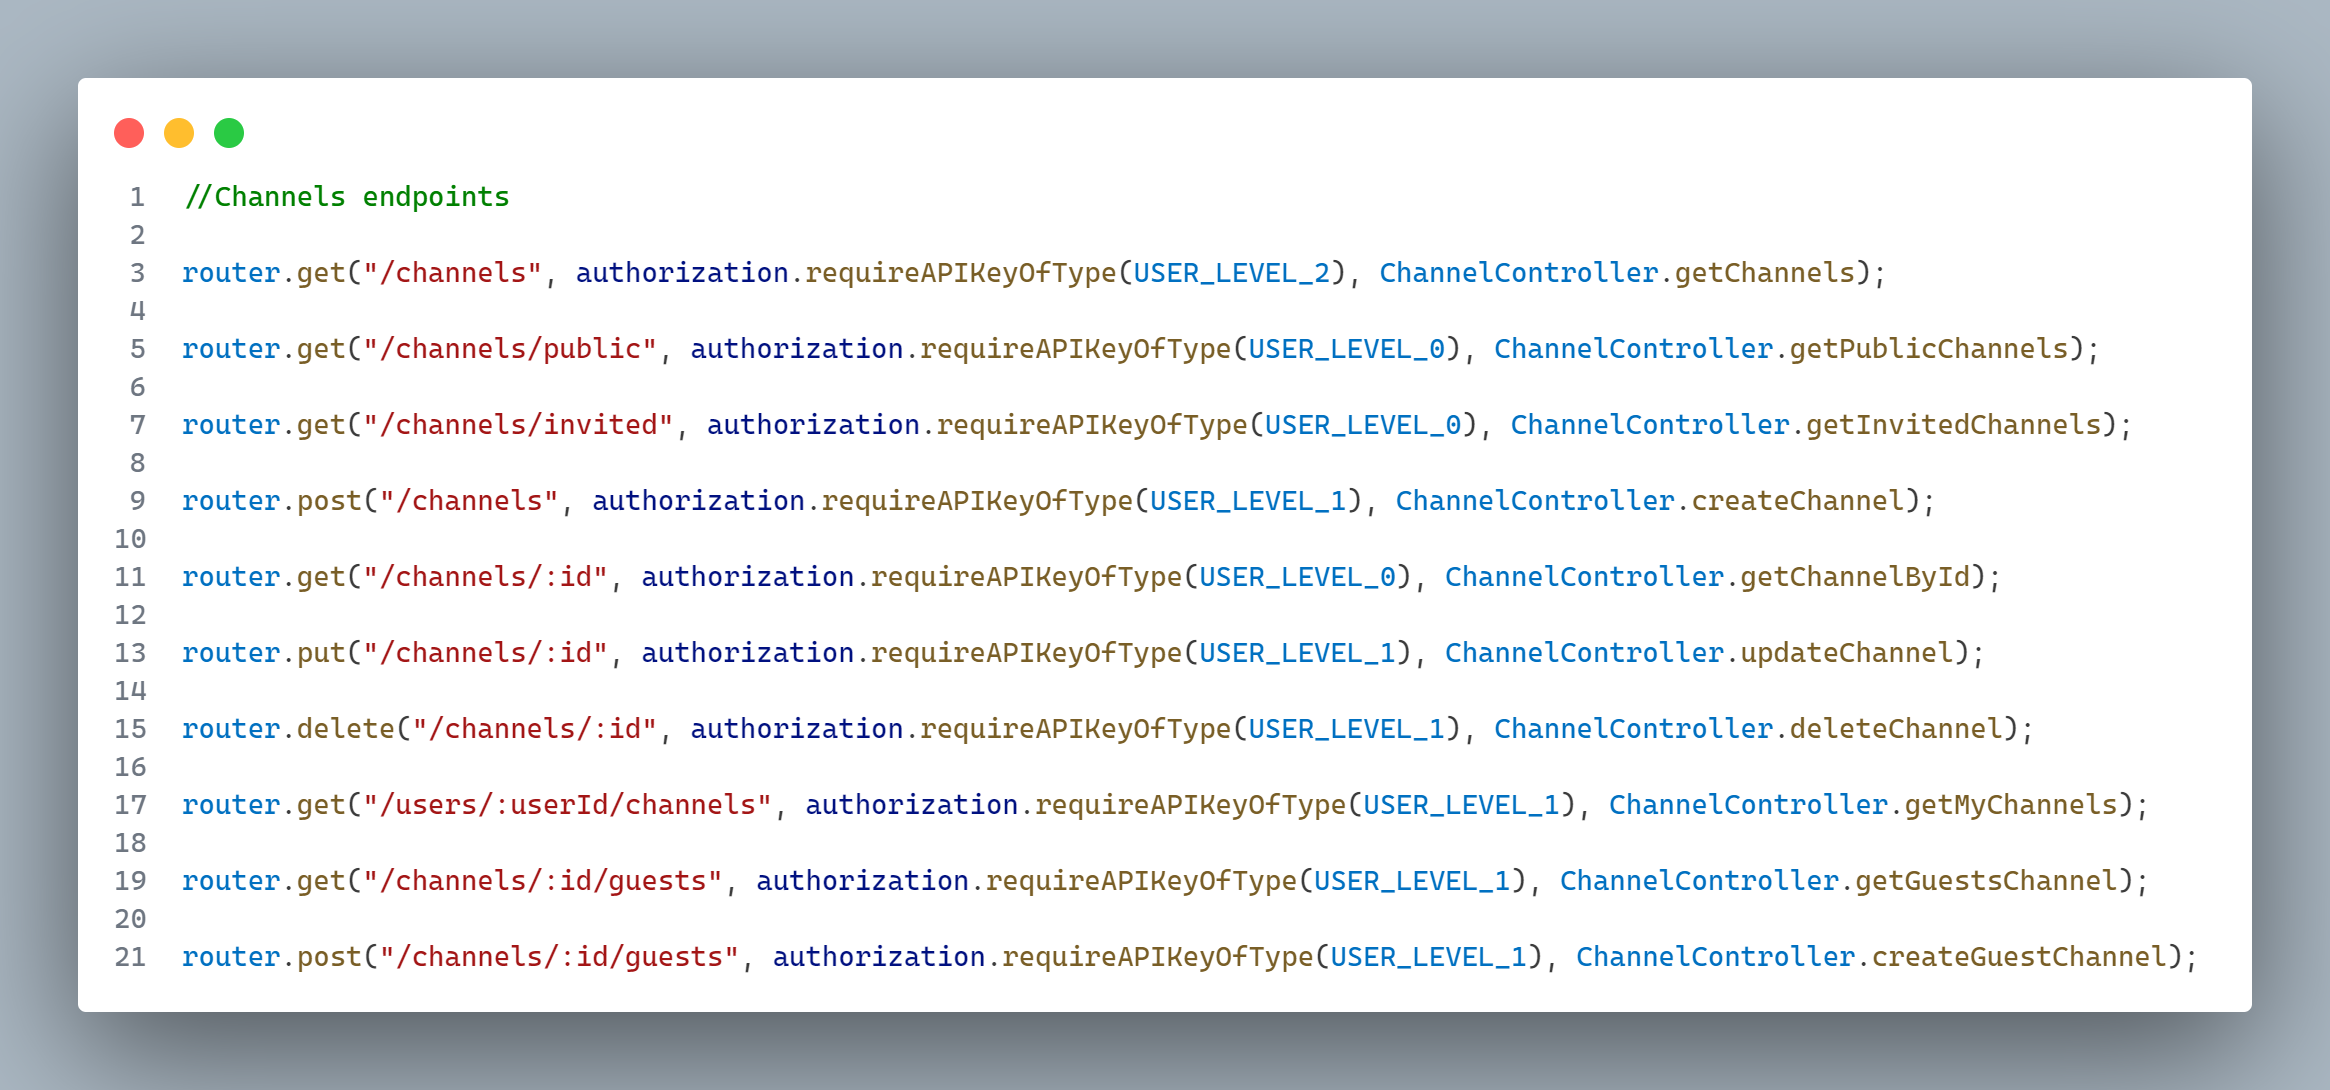 1 //Channels endpoints
2
3 router.get("/channels", authorization.requireAPIKeyOfType(USER_LEVEL_2), ChannelController.getChannels);
4
5 router.get("/channels/public", authorization.requireAPIKeyOfType(USER_LEVEL_0), ChannelController.getPublicChannels);
6
7 router.get("/channels/invited", authorization.requireAPIKeyOfType(USER_LEVEL_0), ChannelController.getInvitedChannels);
8
9 router.post("/channels", authorization.requireAPIKeyOfType(USER_LEVEL_1), ChannelController.createChannel);
10
11 router.get("/channels/:id", authorization.requireAPIKeyOfType(USER_LEVEL_0), ChannelController.getChannelById);
12
13 router.put("/channels/:id", authorization.requireAPIKeyOfType(USER_LEVEL_1), ChannelController.updateChannel);
14
15 router.delete("/channels/:id", authorization.requireAPIKeyOfType(USER_LEVEL_1), ChannelController.deleteChannel);
16
17 router.get("/users/:userId/channels", authorization.requireAPIKeyOfType(USER_LEVEL_1), ChannelController.getMyChannels);
18
19 router.get("/channels/:id/guests", authorization.requireAPIKeyOfType(USER_LEVEL_1), ChannelController.getGuestsChannel);
20
21 router.post("/channels/:id/guests", authorization.requireAPIKeyOfType(USER_LEVEL_1), ChannelController.createGuestChannel);